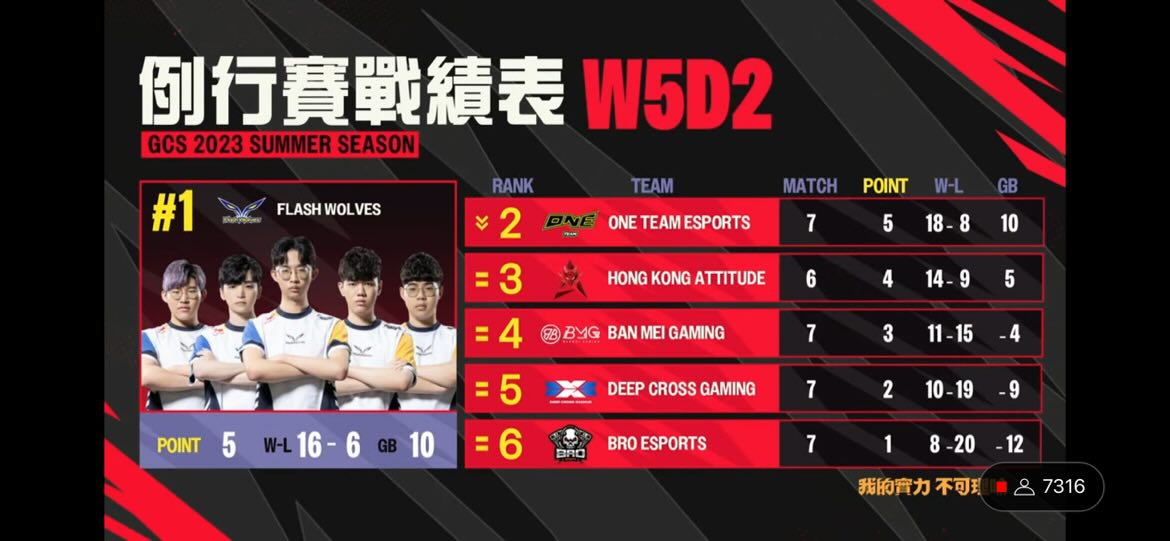 例行賽戰績表 W5D2
GCS 2023 SUMMER SEASON
#1 FLASH WOLVES
POINT 5 W-L 16 - 6 GB 10
RANK TEAM MATCH POINT W-L GB
2 ONE TEAM ONE TEAM ESPORTS 7 5 18 - 8 10
= 3 HONG KONG ATTITUDE 6 4 14 - 9 5
= 4 BMG BAN MEI GAMING 7 3 11 - 15 - 4
= 5 DEEP CROSS GAMING 7 2 10 - 19 - 9
= 6 BRO BRO ESPORTS 7 1 8 - 20 - 12
我的實力 不可
7316